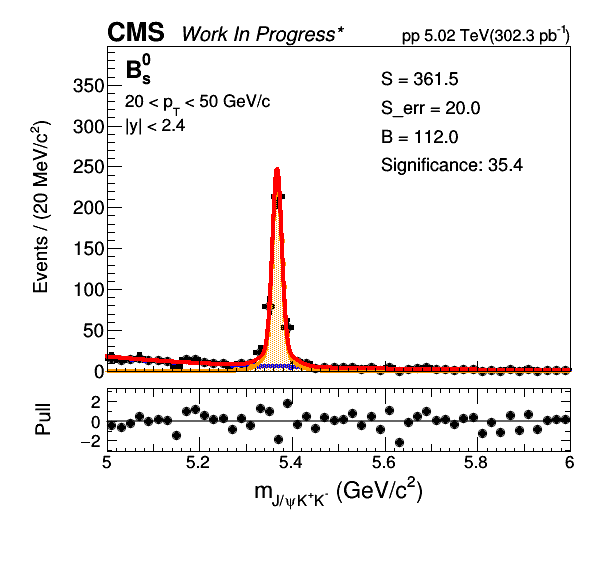 CMS Work In Progress* pp 5.02 TeV(302.3 pb⁻¹)
B⁰ₛ
20 < p_T < 50 GeV/c
|y| < 2.4
S = 361.5
S_err = 20.0
B = 112.0
Significance: 35.4
Events / (20 MeV/c²)
350
300
250
200
150
100
50
0
Pull
2
0
−2
5 5.2 5.4 5.6 5.8 6
m_J/ψK⁺K⁻ (GeV/c²)